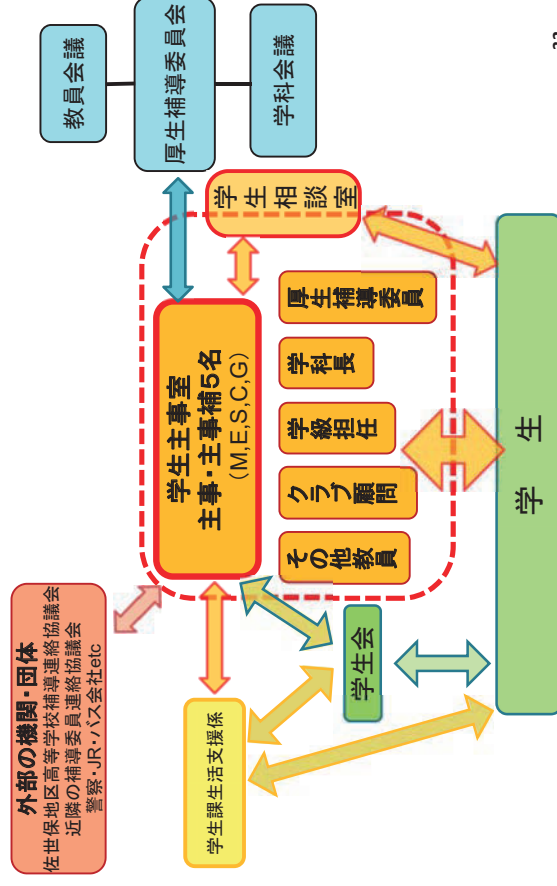 外部の機関・団体
佐世保地区高等学校補導連絡協議会
近隣の補導委員連絡協議会
警察・JR・バス会社etc
教員会議
厚生補導委員会
学科会議
学生主事室
主事・主事補5名
(M,E,S,C,G)
学生相談室
学生課生活支援係
その他教員
クラブ顧問
学級担任
学科長
厚生補導委員
学生会
学 生